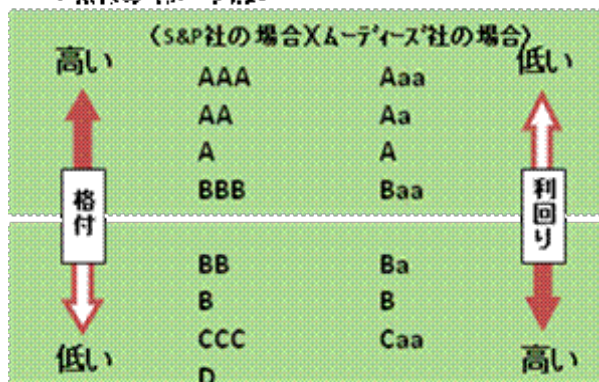 〈S&P社の場合〉〈ムーディーズ社の場合〉
高い 低い
AAA Aaa
AA Aa
A A
BBB Baa
格付 利回り
BB Ba
B B
CCC Caa
低い 高い
D